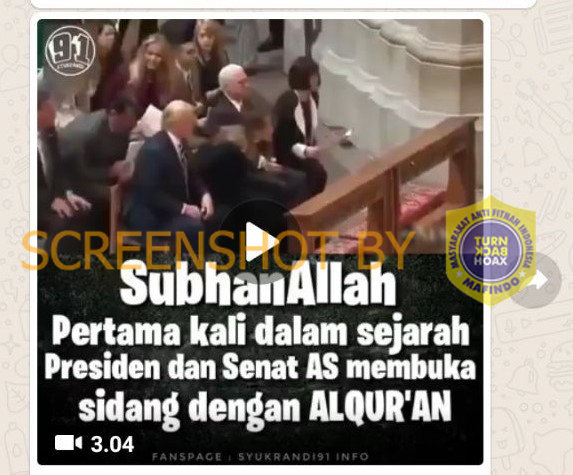 91
SCREENSHOT BY
MASYARAKAT ANTI FITNAH INDONESIA
TURN
BACK
HOAX
MAFINDO
SubhanAllah
Pertama kali dalam sejarah
Presiden dan Senat AS membuka
sidang dengan ALQUR'AN
3.04
FANSPAGE : SYUKRANDI91 INFO